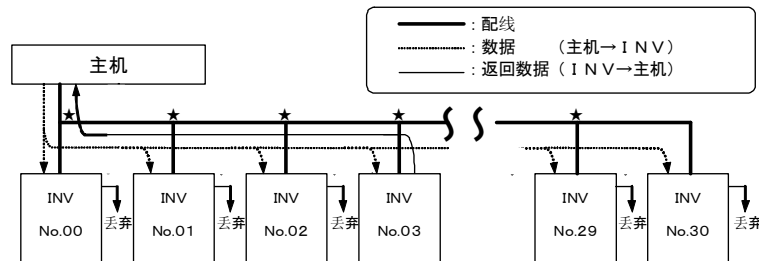 主机
：配线
：数据 （主机→ＩＮＶ）
：返回数据（ＩＮＶ→主机）
★ ★ ★ ★ ★
INV
No.00
丢弃
INV
No.01
丢弃
INV
No.02
丢弃
INV
No.03
丢弃
INV
No.29
丢弃
INV
No.30
丢弃